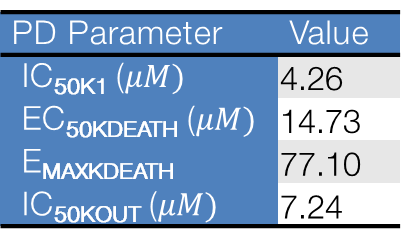 PD Parameter Value
IC50K1 (μM) 4.26
EC50KDEATH (μM) 14.73
EMAXKDEATH 77.10
IC50KOUT (μM) 7.24